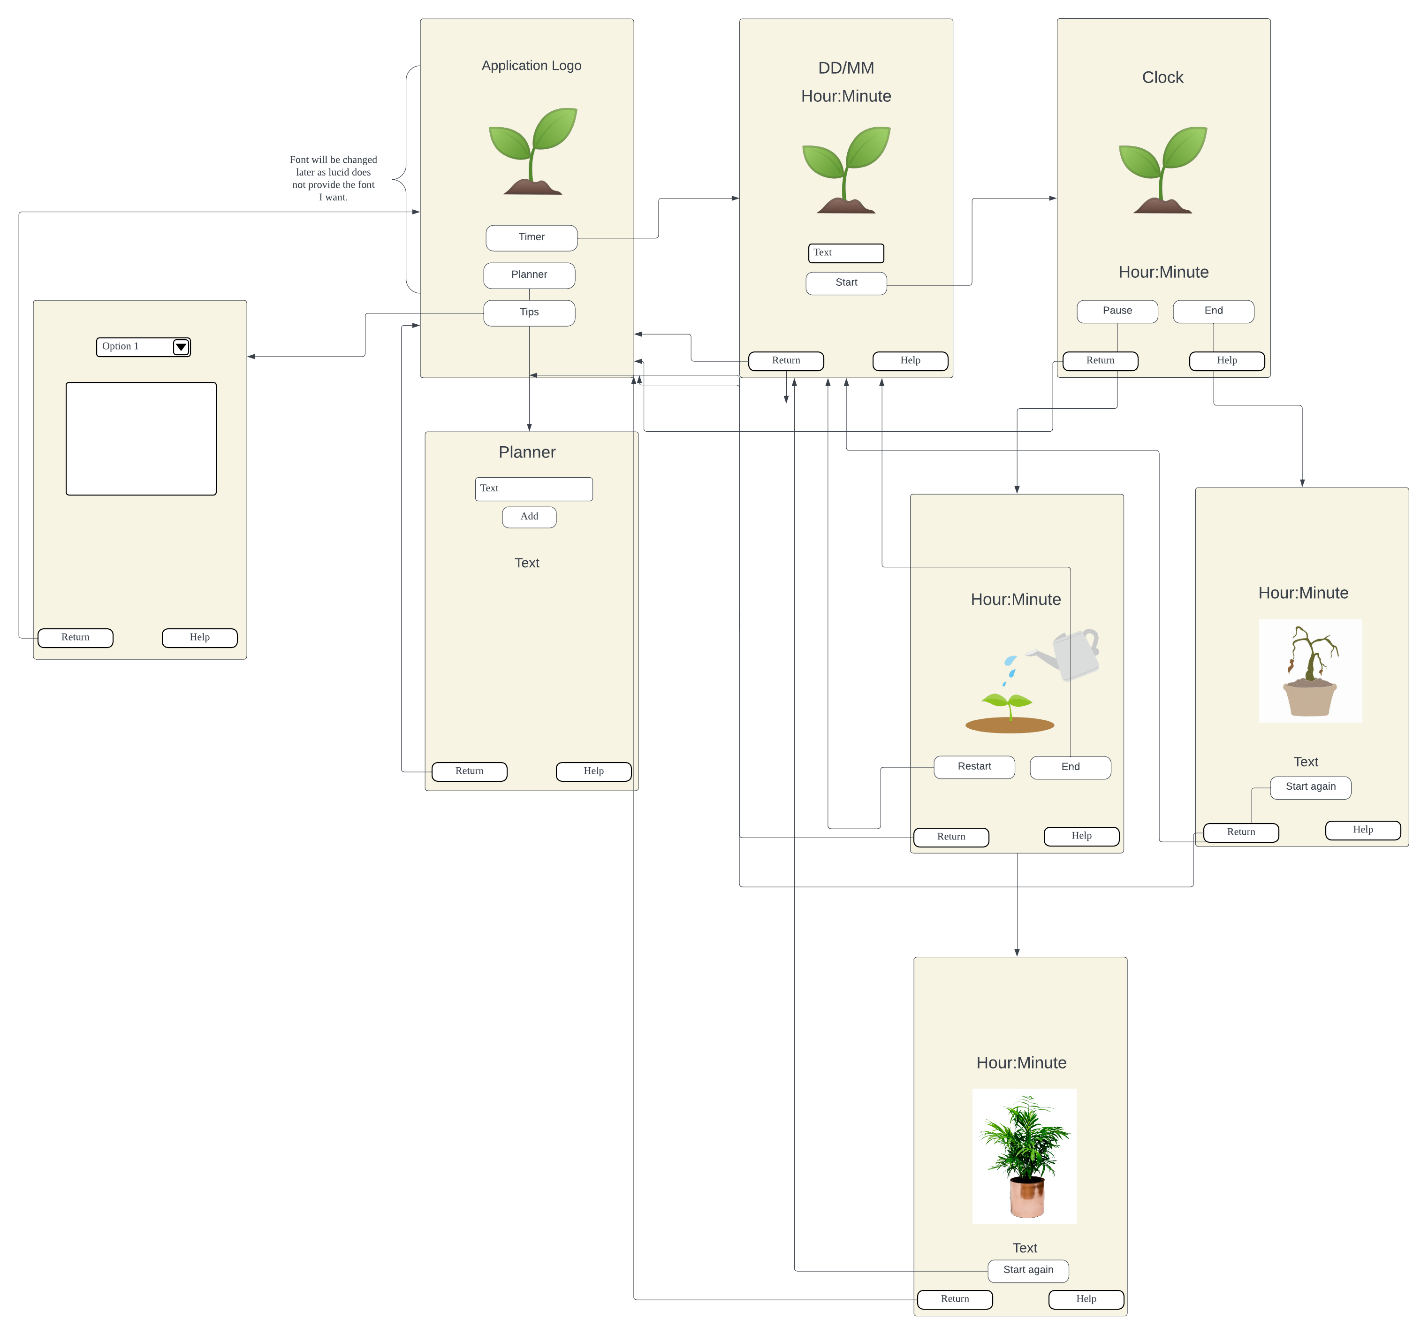 Application Logo
Font will be changed
later as lucid does
not provide the font
I want.
Timer
Planner
Tips
DD/MM
Hour:Minute
Text
Start
Return
Help
Clock
Hour:Minute
Pause
End
Return
Help
Option 1
Return
Help
Planner
Text
Add
Text
Return
Help
Hour:Minute
Restart
End
Return
Help
Hour:Minute
Text
Start again
Return
Help
Hour:Minute
Text
Start again
Return
Help